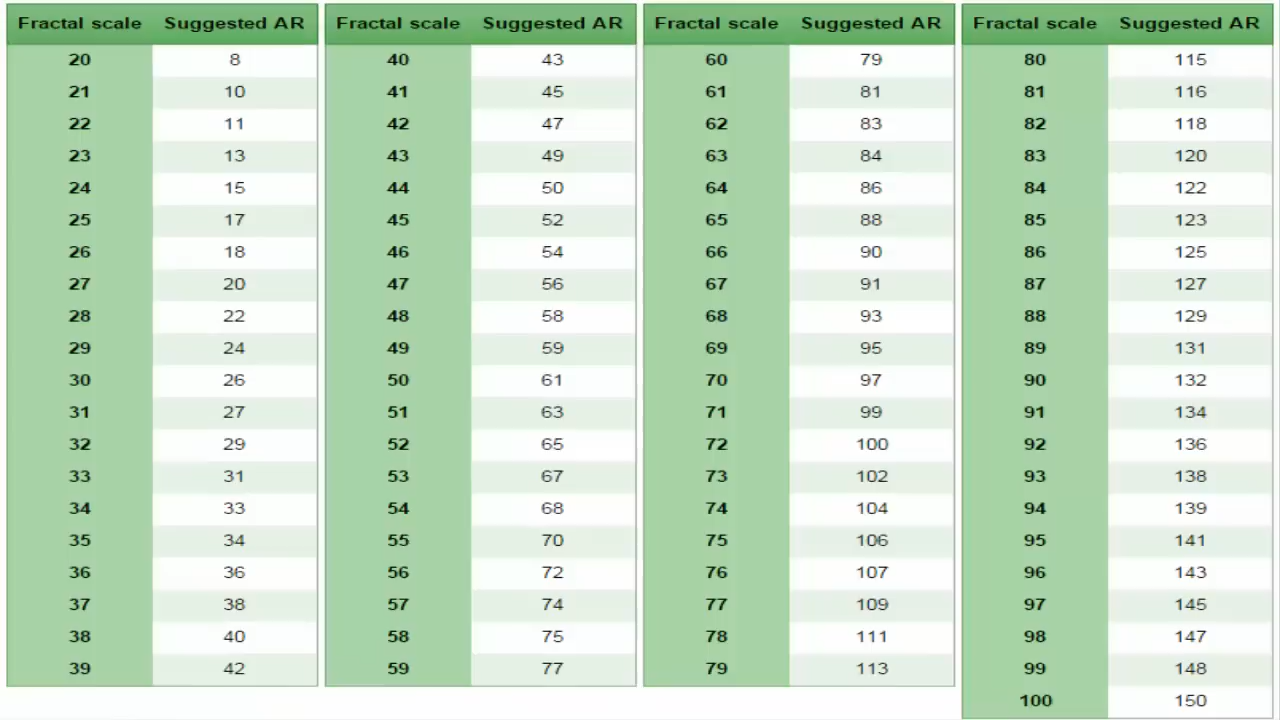 Fractal scale Suggested AR Fractal scale Suggested AR Fractal scale Suggested AR Fractal scale Suggested AR
20 8 40 43 60 79 80 115
21 10 41 45 61 81 81 116
22 11 42 47 62 83 82 118
23 13 43 49 63 84 83 120
24 15 44 50 64 86 84 122
25 17 45 52 65 88 85 123
26 18 46 54 66 90 86 125
27 20 47 56 67 91 87 127
28 22 48 58 68 93 88 129
29 24 49 59 69 95 89 131
30 26 50 61 70 97 90 132
31 27 51 63 71 99 91 134
32 29 52 65 72 100 92 136
33 31 53 67 73 102 93 138
34 33 54 68 74 104 94 139
35 34 55 70 75 106 95 141
36 36 56 72 76 107 96 143
37 38 57 74 77 109 97 145
38 40 58 75 78 111 98 147
39 42 59 77 79 113 99 148
100 150